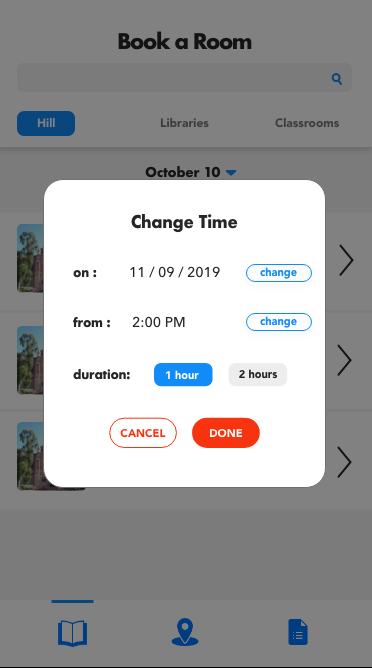 Book a Room
Hill Libraries Classrooms
October 10
Change Time
on : 11 / 09 / 2019 change
from : 2:00 PM change
duration: 1 hour 2 hours
CANCEL DONE